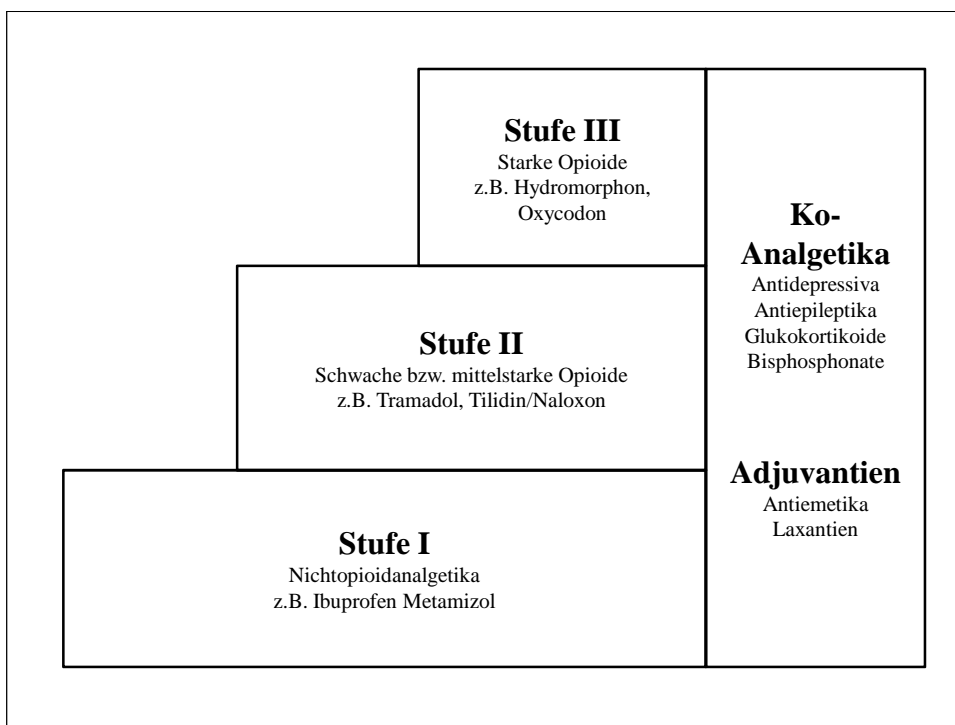 Stufe III
Starke Opioide
z.B. Hydromorphon,
Oxycodon
Stufe II
Schwache bzw. mittelstarke Opioide
z.B. Tramadol, Tilidin/Naloxon
Stufe I
Nichtopioidanalgetika
z.B. Ibuprofen Metamizol
Ko-
Analgetika
Antidepressiva
Antiepileptika
Glukokortikoide
Bisphosphonate
Adjuvantien
Antiemetika
Laxantien